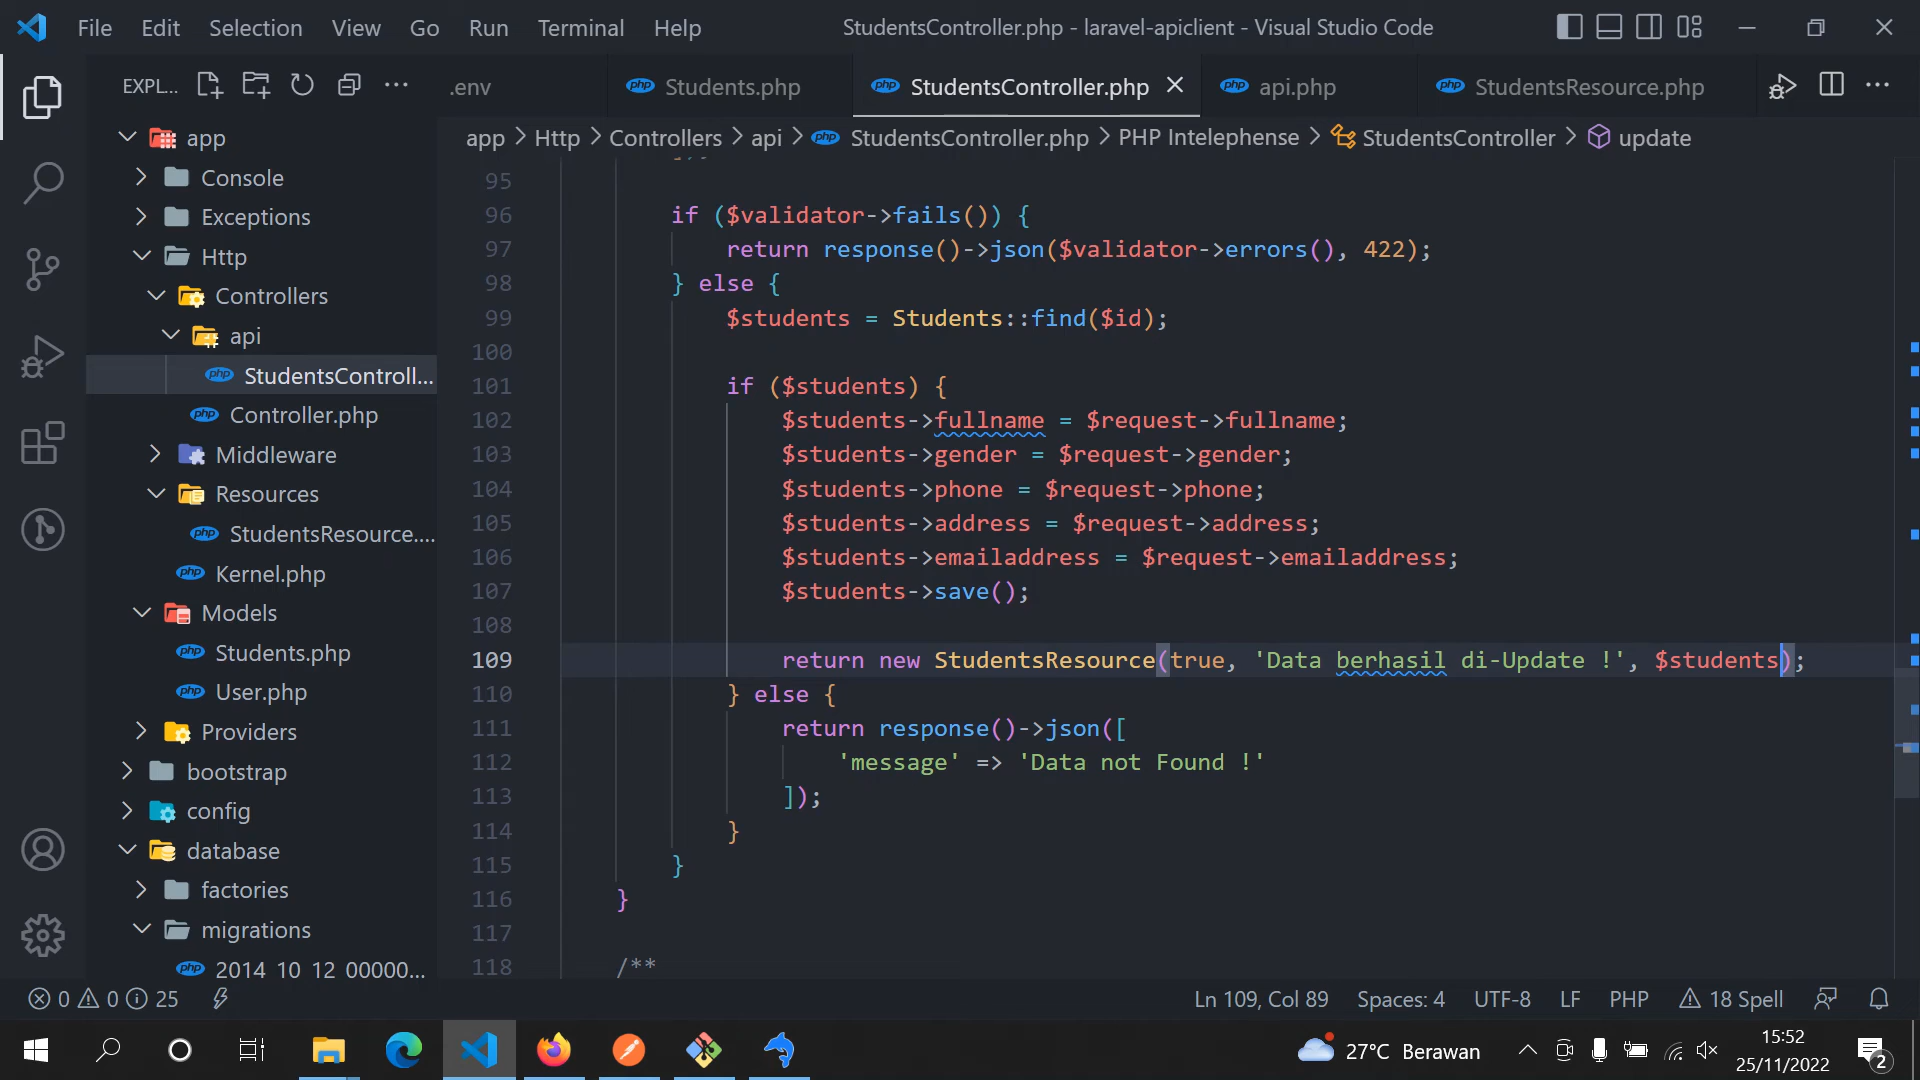 File Edit Selection View Go Run Terminal Help
StudentsController.php - laravel-apiclient - Visual Studio Code
EXPL...
.env
Students.php
StudentsController.php
api.php
StudentsResource.php
app > Http > Controllers > api > StudentsController.php > PHP Intelephense > StudentsController > update
app
Console
Exceptions
Http
Controllers
api
StudentsControll...
Controller.php
Middleware
Resources
StudentsResource....
Kernel.php
Models
Students.php
User.php
Providers
bootstrap
config
database
factories
migrations
2014_10_12_00000...
95
96 if ($validator->fails()) {
97 return response()->json($validator->errors(), 422);
98 } else {
99 $students = Students::find($id);
100
101 if ($students) {
102 $students->fullname = $request->fullname;
103 $students->gender = $request->gender;
104 $students->phone = $request->phone;
105 $students->address = $request->address;
106 $students->emailaddress = $request->emailaddress;
107 $students->save();
108
109 return new StudentsResource(true, 'Data berhasil di-Update !', $students);
110 } else {
111 return response()->json([
112 'message' => 'Data not Found !'
113 ]);
114 }
115 }
116 }
117
118 /**
0 0 25
Ln 109, Col 89 Spaces: 4 UTF-8 LF PHP 18 Spell
27°C Berawan
15:52
25/11/2022
2